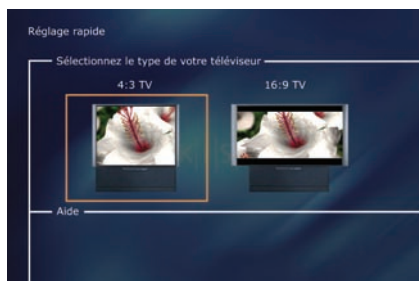 Réglage rapide
Sélectionnez le type de votre téléviseur
4:3 TV
16:9 TV
Aide